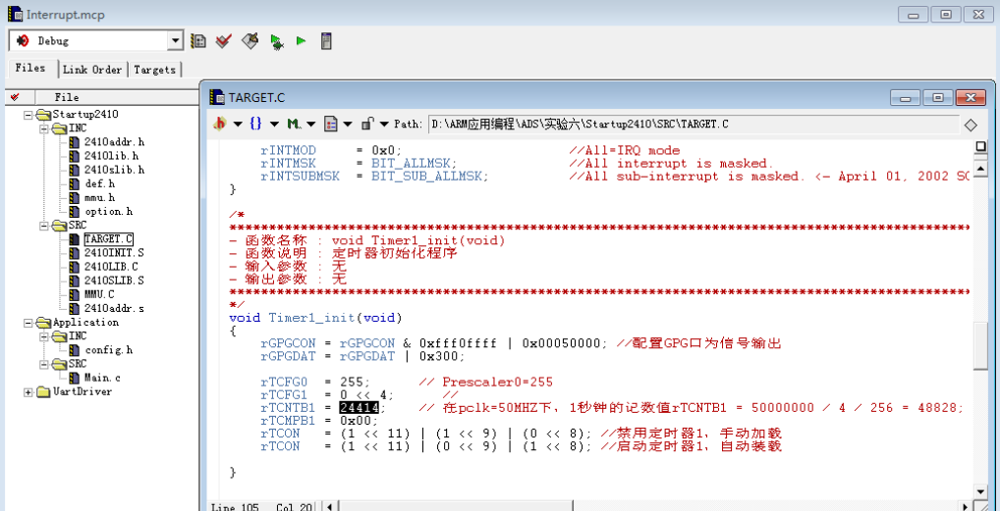 Interrupt.mcp
Debug
Files Link Order Targets
File
Startup2410
INC
2410addr.h
2410lib.h
2410slib.h
def.h
mmu.h
option.h
SRC
TARGET.C
2410INIT.S
2410LIB.C
2410SLIB.S
MMU.C
2410addr.s
Application
INC
config.h
SRC
Main.c
UartDriver
TARGET.C
Path: D:\ARM应用编程\ADS\实验六\Startup2410\SRC\TARGET.C
rINTMOD = 0x0; //All=IRQ mode
rINTMSK = BIT_ALLMSK; //All interrupt is masked.
rINTSUBMSK = BIT_SUB_ALLMSK; //All sub-interrupt is masked. <- April 01, 2002 SO
}
/*
********************************************************************************
- 函数名称 : void Timer1_init(void)
- 函数说明 : 定时器初始化程序
- 输入参数 : 无
- 输出参数 : 无
********************************************************************************
*/
void Timer1_init(void)
{
rGPGCON = rGPGCON & 0xfff0ffff | 0x00050000; //配置GPG口为信号输出
rGPGDAT = rGPGDAT | 0x300;
rTCFG0 = 255; // Prescaler0=255
rTCFG1 = 0 << 4; //
rTCNTB1 = 24414; // 在pclk=50MHZ下，1秒钟的记数值rTCNTB1 = 50000000 / 4 / 256 = 48828;
rTCMPB1 = 0x00;
rTCON = (1 << 11) | (1 << 9) | (0 << 8); //禁用定时器1，手动加载
rTCON = (1 << 11) | (0 << 9) | (1 << 8); //启动定时器1，自动装载
}
Line 105 Col 20